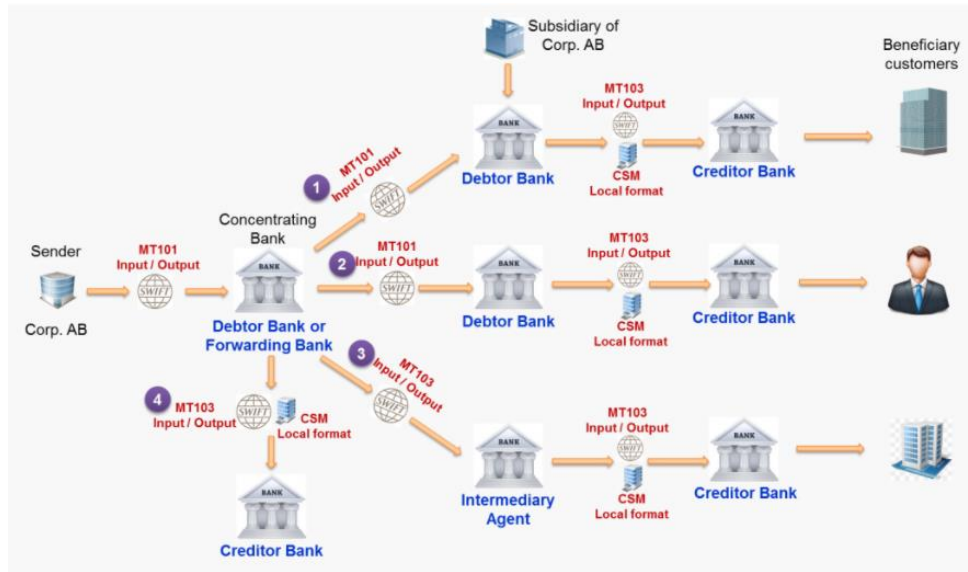 Subsidiary of
Corp. AB
Beneficiary
customers
MT103
Input / Output
SWIFT
BANK
BANK
MT101
Input / Output
1
SWIFT
Debtor Bank
CSM
Local format
Creditor Bank
Concentrating
Bank
Sender
MT101
Input / Output
2
MT101
Input / Output
MT103
Input / Output
SWIFT
BANK
SWIFT
BANK
SWIFT
BANK
Corp. AB
Debtor Bank or
Forwarding Bank
Debtor Bank
CSM
Local format
Creditor Bank
3
MT103
Input / Output
4
MT103
Input / Output
SWIFT
CSM
Local format
SWIFT
MT103
Input / Output
SWIFT
BANK
BANK
BANK
Intermediary
Agent
CSM
Local format
Creditor Bank
Creditor Bank